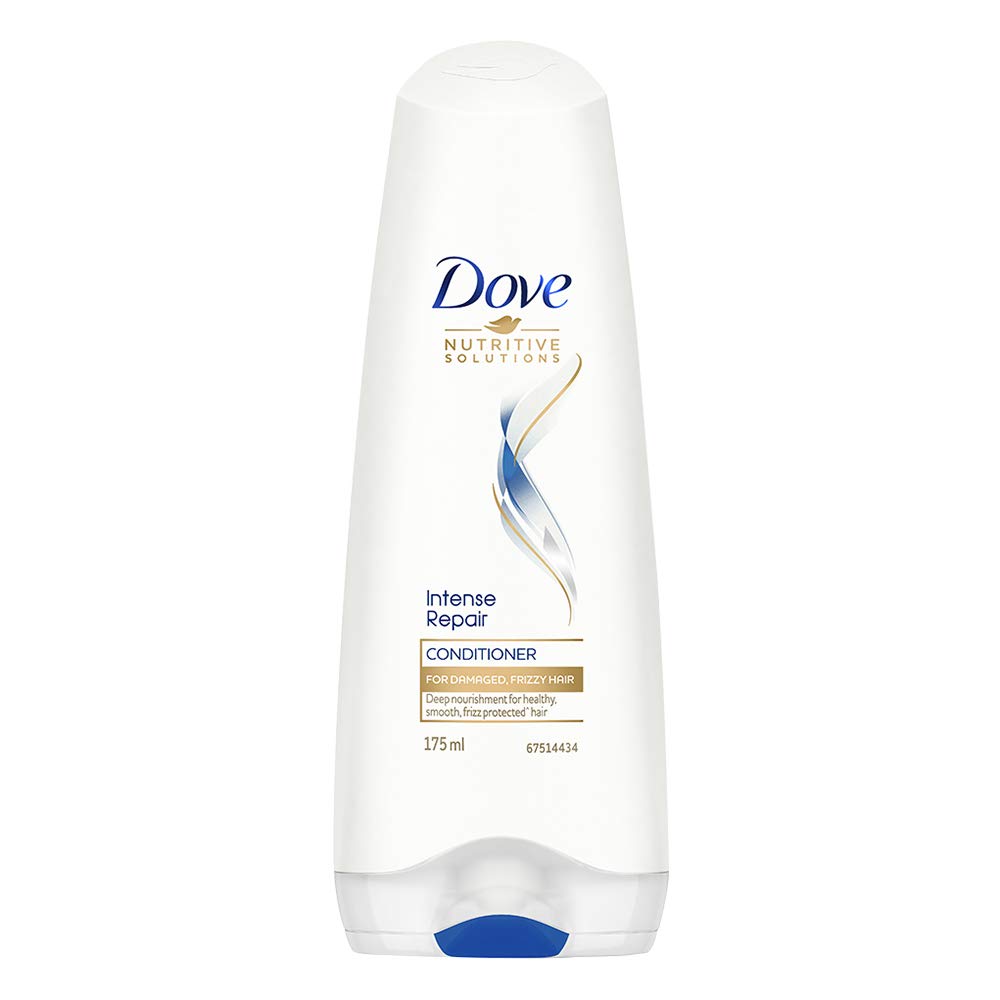 Dove
NUTRITIVE
SOLUTIONS
Intense
Repair
CONDITIONER
FOR DAMAGED, FRIZZY HAIR
Deep nourishment for healthy,
smooth, frizz protected^ hair
175 ml 67514434